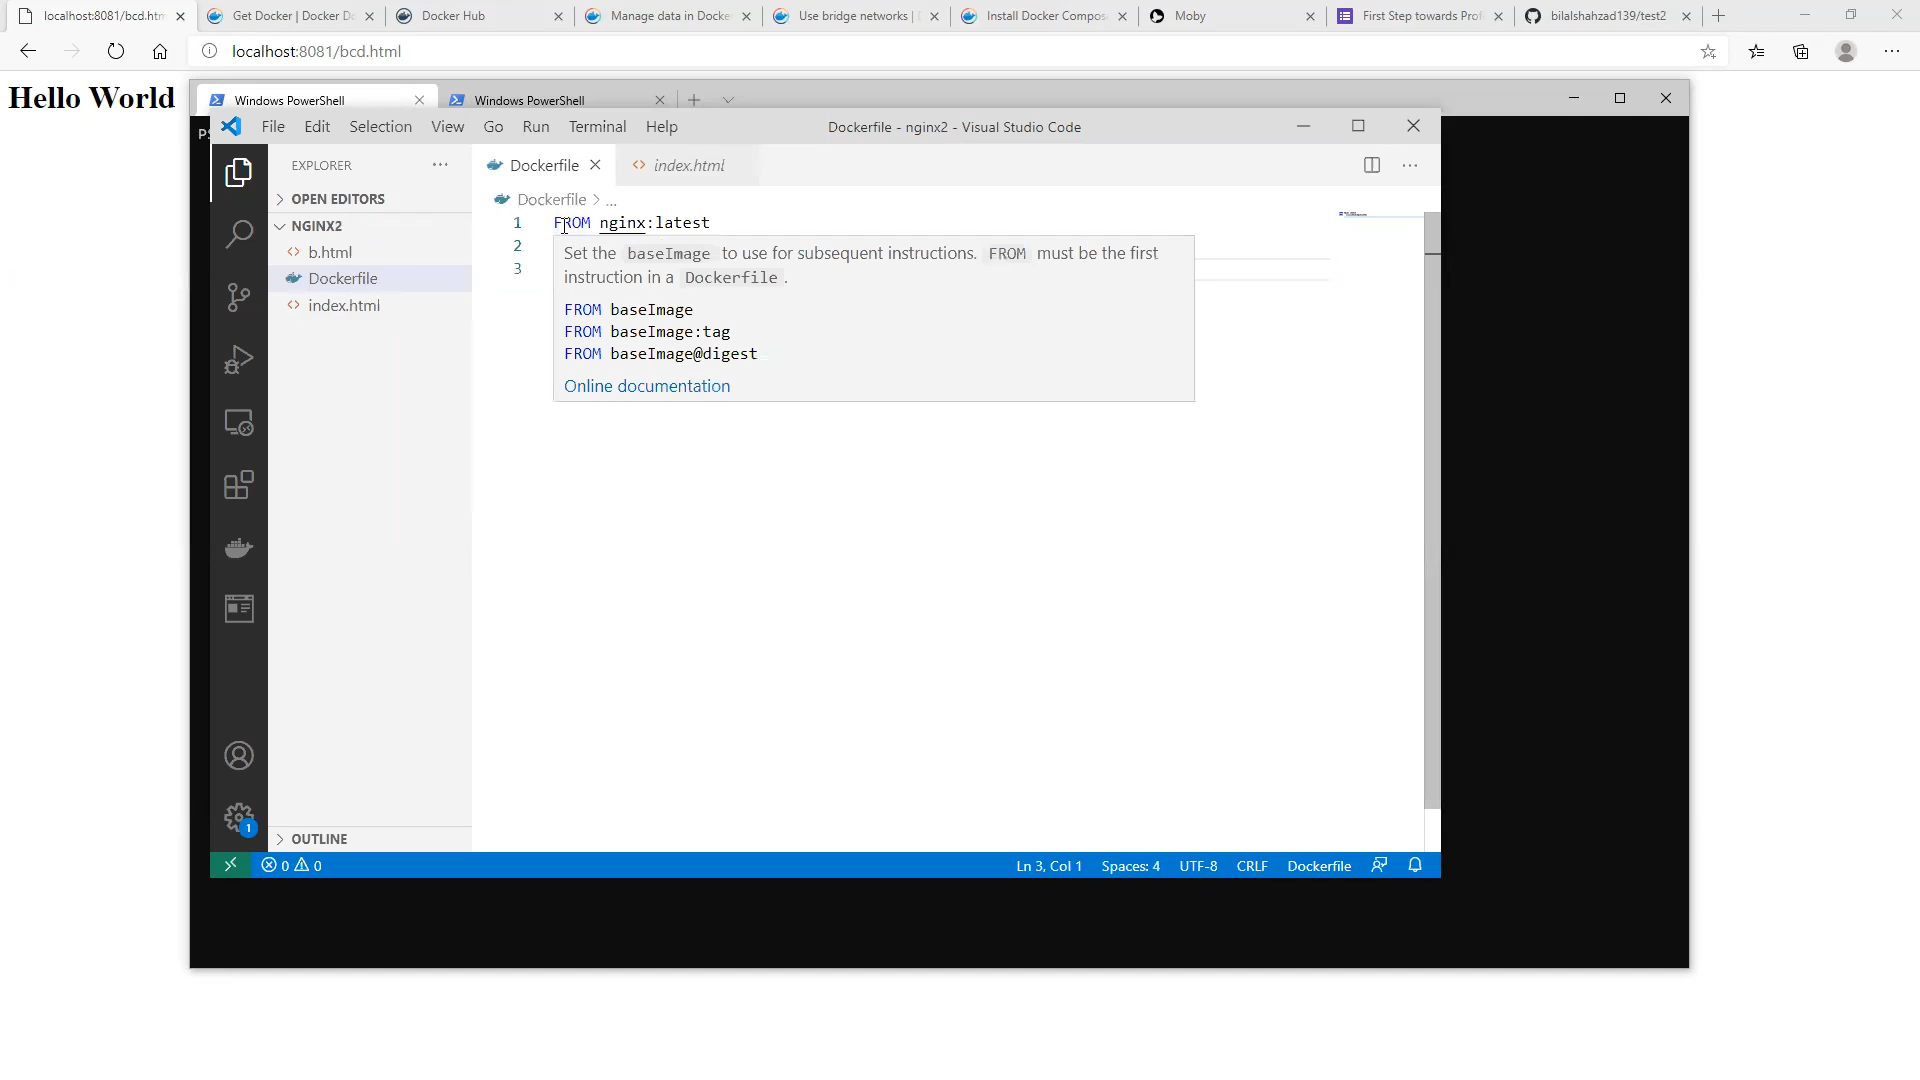 localhost:8081/bcd.htm
Get Docker | Docker Do
Docker Hub
Manage data in Docke
Use bridge networks |
Install Docker Compos
Moby
First Step towards Prof
bilalshahzad139/test2
localhost:8081/bcd.html
Hello World
Windows PowerShell
Windows PowerShell
PS
File Edit Selection View Go Run Terminal Help
Dockerfile - nginx2 - Visual Studio Code
EXPLORER
Dockerfile
index.html
OPEN EDITORS
Dockerfile > ...
NGINX2
b.html
Dockerfile
index.html
1 FROM nginx:latest
2
3
Set the baseImage to use for subsequent instructions. FROM must be the first
instruction in a Dockerfile.
FROM baseImage
FROM baseImage:tag
FROM baseImage@digest
Online documentation
1
OUTLINE
0 0
Ln 3, Col 1
Spaces: 4
UTF-8
CRLF
Dockerfile